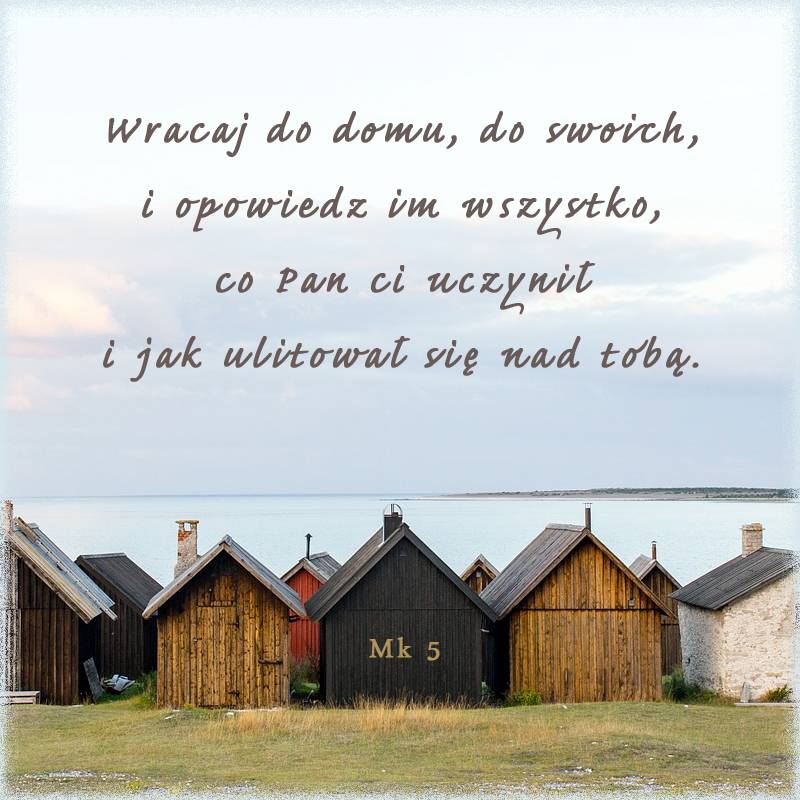 Wracaj do domu, do swoich,
i opowiedz im wszystko,
co Pan ci uczynił
i jak ulitował się nad tobą.
Mk 5